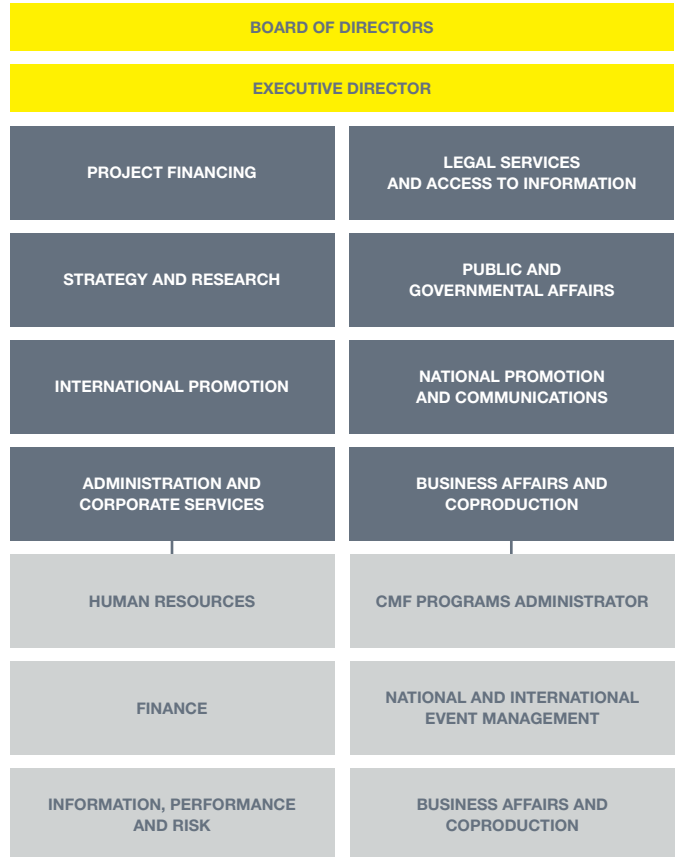 BOARD OF DIRECTORS
EXECUTIVE DIRECTOR
PROJECT FINANCING
LEGAL SERVICES
AND ACCESS TO INFORMATION
STRATEGY AND RESEARCH
PUBLIC AND
GOVERNMENTAL AFFAIRS
INTERNATIONAL PROMOTION
NATIONAL PROMOTION
AND COMMUNICATIONS
ADMINISTRATION AND
CORPORATE SERVICES
BUSINESS AFFAIRS AND
COPRODUCTION
HUMAN RESOURCES
CMF PROGRAMS ADMINISTRATOR
FINANCE
NATIONAL AND INTERNATIONAL
EVENT MANAGEMENT
INFORMATION, PERFORMANCE
AND RISK
BUSINESS AFFAIRS AND
COPRODUCTION